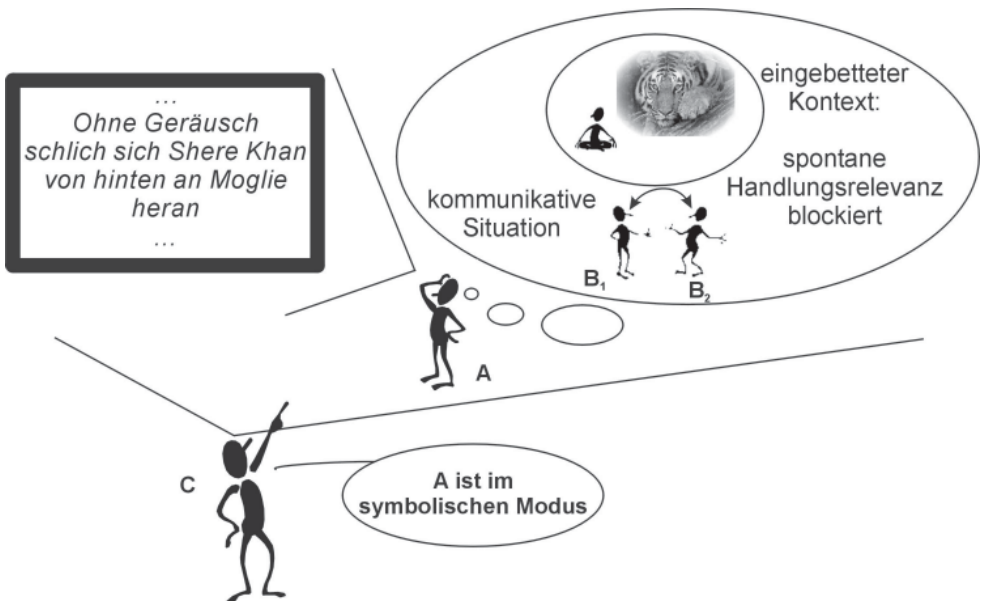 ...
Ohne Geräusch
schlich sich Shere Khan
von hinten an Moglie
heran
...
eingebetteter
Kontext:
spontane
Handlungsrelevanz
blockiert
kommunikative
Situation
B1
B2
A
C
A ist im
symbolischen Modus